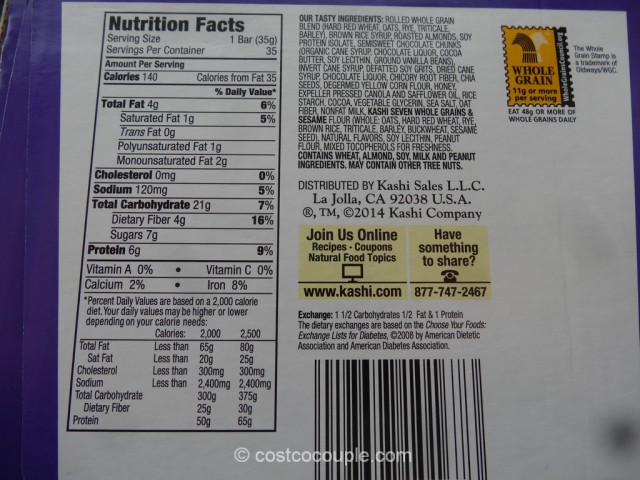 Nutrition Facts
Serving Size 1 Bar (35g)
Servings Per Container 35
Amount Per Serving
Calories 140 Calories from Fat 35
% Daily Value*
Total Fat 4g 6%
Saturated Fat 1g 5%
Trans Fat 0g
Polyunsaturated Fat 1g
Monounsaturated Fat 2g
Cholesterol 0mg 0%
Sodium 120mg 5%
Total Carbohydrate 21g 7%
Dietary Fiber 4g 16%
Sugars 7g
Protein 6g 9%
Vitamin A 0% • Vitamin C 0%
Calcium 2% • Iron 8%
*Percent Daily Values are based on a 2,000 calorie
diet. Your daily values may be higher or lower
depending on your calorie needs:
Calories: 2,000 2,500
Total Fat Less than 65g 80g
Sat Fat Less than 20g 25g
Cholesterol Less than 300mg 300mg
Sodium Less than 2,400mg 2,400mg
Total Carbohydrate 300g 375g
Dietary Fiber 25g 30g
Protein 50g 65g
OUR TASTY INGREDIENTS: ROLLED WHOLE GRAIN
BLEND (HARD RED WHEAT, OATS, RYE, TRITICALE,
BARLEY), BROWN RICE SYRUP, ROASTED ALMONDS, SOY
PROTEIN ISOLATE, SEMISWEET CHOCOLATE CHUNKS
(ORGANIC CANE SYRUP, CHOCOLATE LIQUOR, COCOA
BUTTER, SOY LECITHIN, GROUND VANILLA BEANS),
INVERT CANE SYRUP, DEFATTED SOY GRITS, DRIED CANE
SYRUP, CHOCOLATE LIQUOR, CHICORY ROOT FIBER, CHIA
SEEDS, DEGERMED YELLOW CORN FLOUR, HONEY,
EXPELLER PRESSED CANOLA AND SAFFLOWER OIL, RICE
STARCH, COCOA, VEGETABLE GLYCERIN, SEA SALT, OAT
FIBER, NONFAT MILK, KASHI SEVEN WHOLE GRAINS &
SESAME FLOUR (WHOLE: OATS, HARD RED WHEAT, RYE,
BROWN RICE, TRITICALE, BARLEY, BUCKWHEAT, SESAME
SEED), NATURAL FLAVORS, SOY LECITHIN, PEANUT
FLOUR, MIXED TOCOPHEROLS FOR FRESHNESS.
CONTAINS WHEAT, ALMOND, SOY, MILK AND PEANUT
INGREDIENTS. MAY CONTAIN OTHER TREE NUTS.
DISTRIBUTED BY Kashi Sales L.L.C.
La Jolla, CA 92038 U.S.A.
®, TM, ©2014 Kashi Company
Join Us Online
Recipes • Coupons
Natural Food Topics
www.kashi.com
Have
something
to share?
877-747-2467
Exchange: 1 1/2 Carbohydrates 1/2 Fat & 1 Protein
The dietary exchanges are based on the Choose Your Foods:
Exchange Lists for Diabetes, ©2008 by American Dietetic
Association and American Diabetes Association.
WHOLE
GRAIN
11g or more
per serving
EAT 48g OR MORE OF
WHOLE GRAINS DAILY
The Whole
Grain Stamp is
a trademark of
Oldways/WGC.
© costcocouple.com